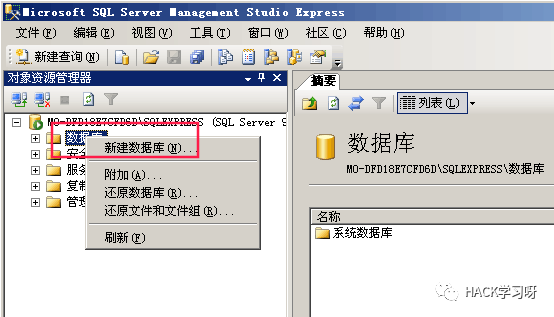 Microsoft SQL Server Management Studio Express
文件(F) 编辑(E) 视图(V) 工具(T) 窗口(W) 社区(C) 帮助(H)
新建查询(N)
对象资源管理器
摘要
列表(L)
MO-DFD18E7CFD6D\SQLEXPRESS (SQL Server 9
数据库
安全
服务
复制
管理
新建数据库(N)...
附加(A)...
还原数据库(R)...
还原文件和文件组(R)...
刷新(F)
数据库
MO-DFD18E7CFD6D\SQLEXPRESS\数据库
名称
系统数据库
HACK学习呀